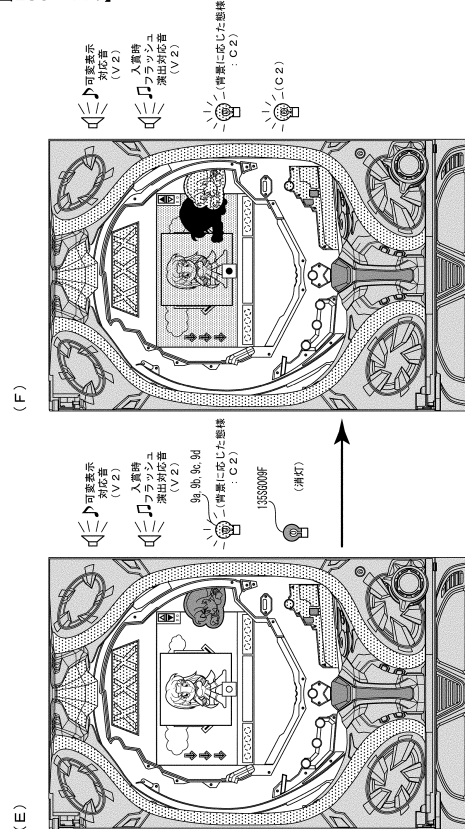 (E)
♪可変表示
対応音
(V2)
♫入賞時
フラッシュ
演出対応音
(V2)
9a,9b,9c,9d
(背景に応じた態様
:C2)
135SG009F
(消灯)
(F)
♪可変表示
対応音
(V2)
♫入賞時
フラッシュ
演出対応音
(V2)
(背景に応じた態様
:C2)
(C2)